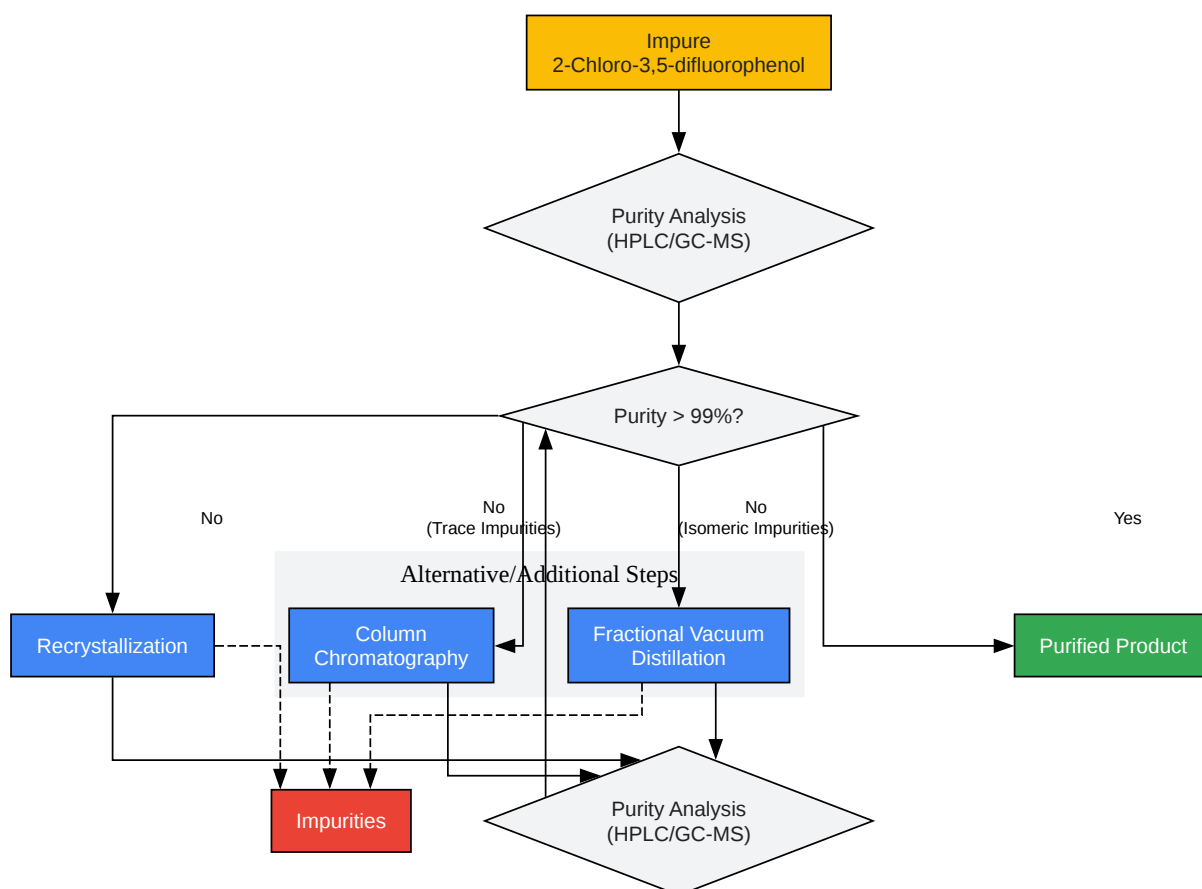 Impure
2-Chloro-3,5-difluorophenol
Purity Analysis
(HPLC/GC-MS)
Purity > 99%?
No
No
(Trace Impurities)
No
(Isomeric Impurities)
Yes
Alternative/Additional Steps
Recrystallization
Column
Chromatography
Fractional Vacuum
Distillation
Purified Product
Impurities
Purity Analysis
(HPLC/GC-MS)